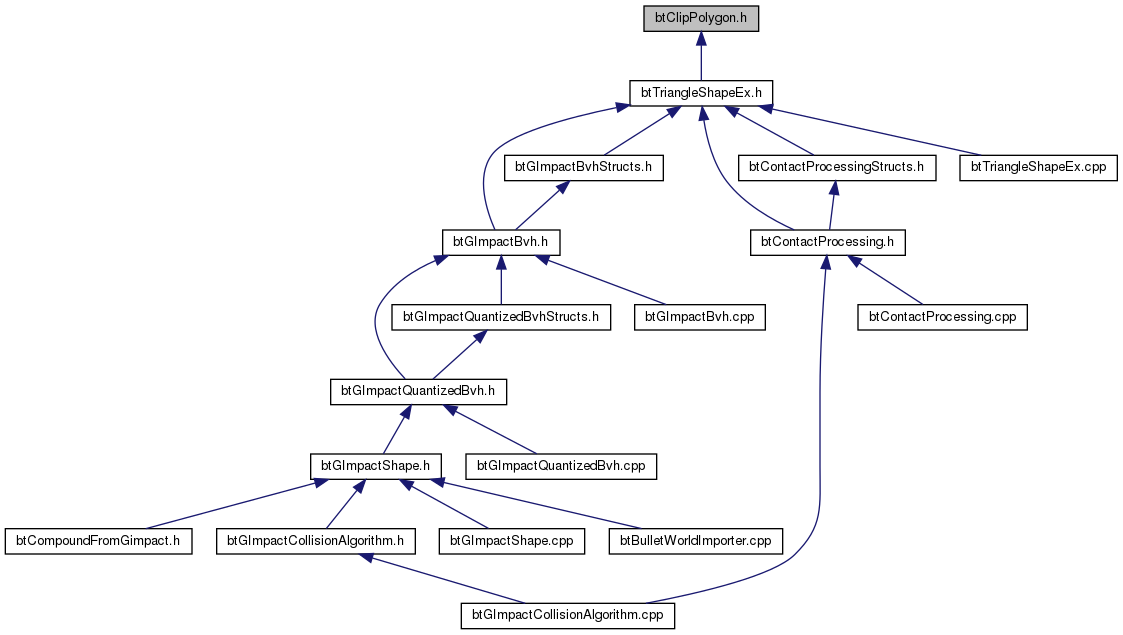 btClipPolygon.h
btTriangleShapeEx.h
btGImpactBvhStructs.h
btContactProcessingStructs.h
btTriangleShapeEx.cpp
btGImpactBvh.h
btContactProcessing.h
btGImpactQuantizedBvhStructs.h
btGImpactBvh.cpp
btContactProcessing.cpp
btGImpactQuantizedBvh.h
btGImpactShape.h
btGImpactQuantizedBvh.cpp
btCompoundFromGimpact.h
btGImpactCollisionAlgorithm.h
btGImpactShape.cpp
btBulletWorldImporter.cpp
btGImpactCollisionAlgorithm.cpp